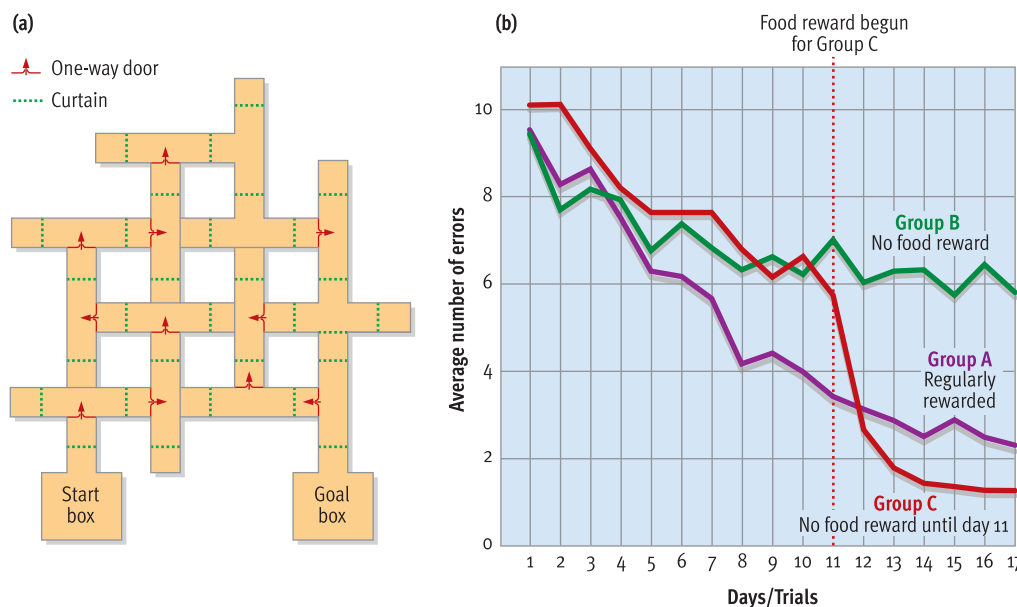 (a)
One-way door
Curtain
Start
box
Goal
box
(b)
Food reward begun
for Group C
Average number of errors
10
8
6
4
2
0
Group B
No food reward
Group A
Regularly
rewarded
Group C
No food reward until day 11
1 2 3 4 5 6 7 8 9 10 11 12 13 14 15 16 17
Days/Trials